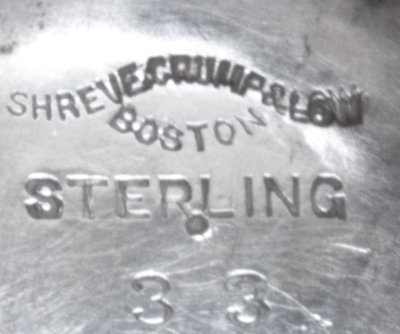 SHREVE, CRUMP & LOW
BOSTON
STERLING
33